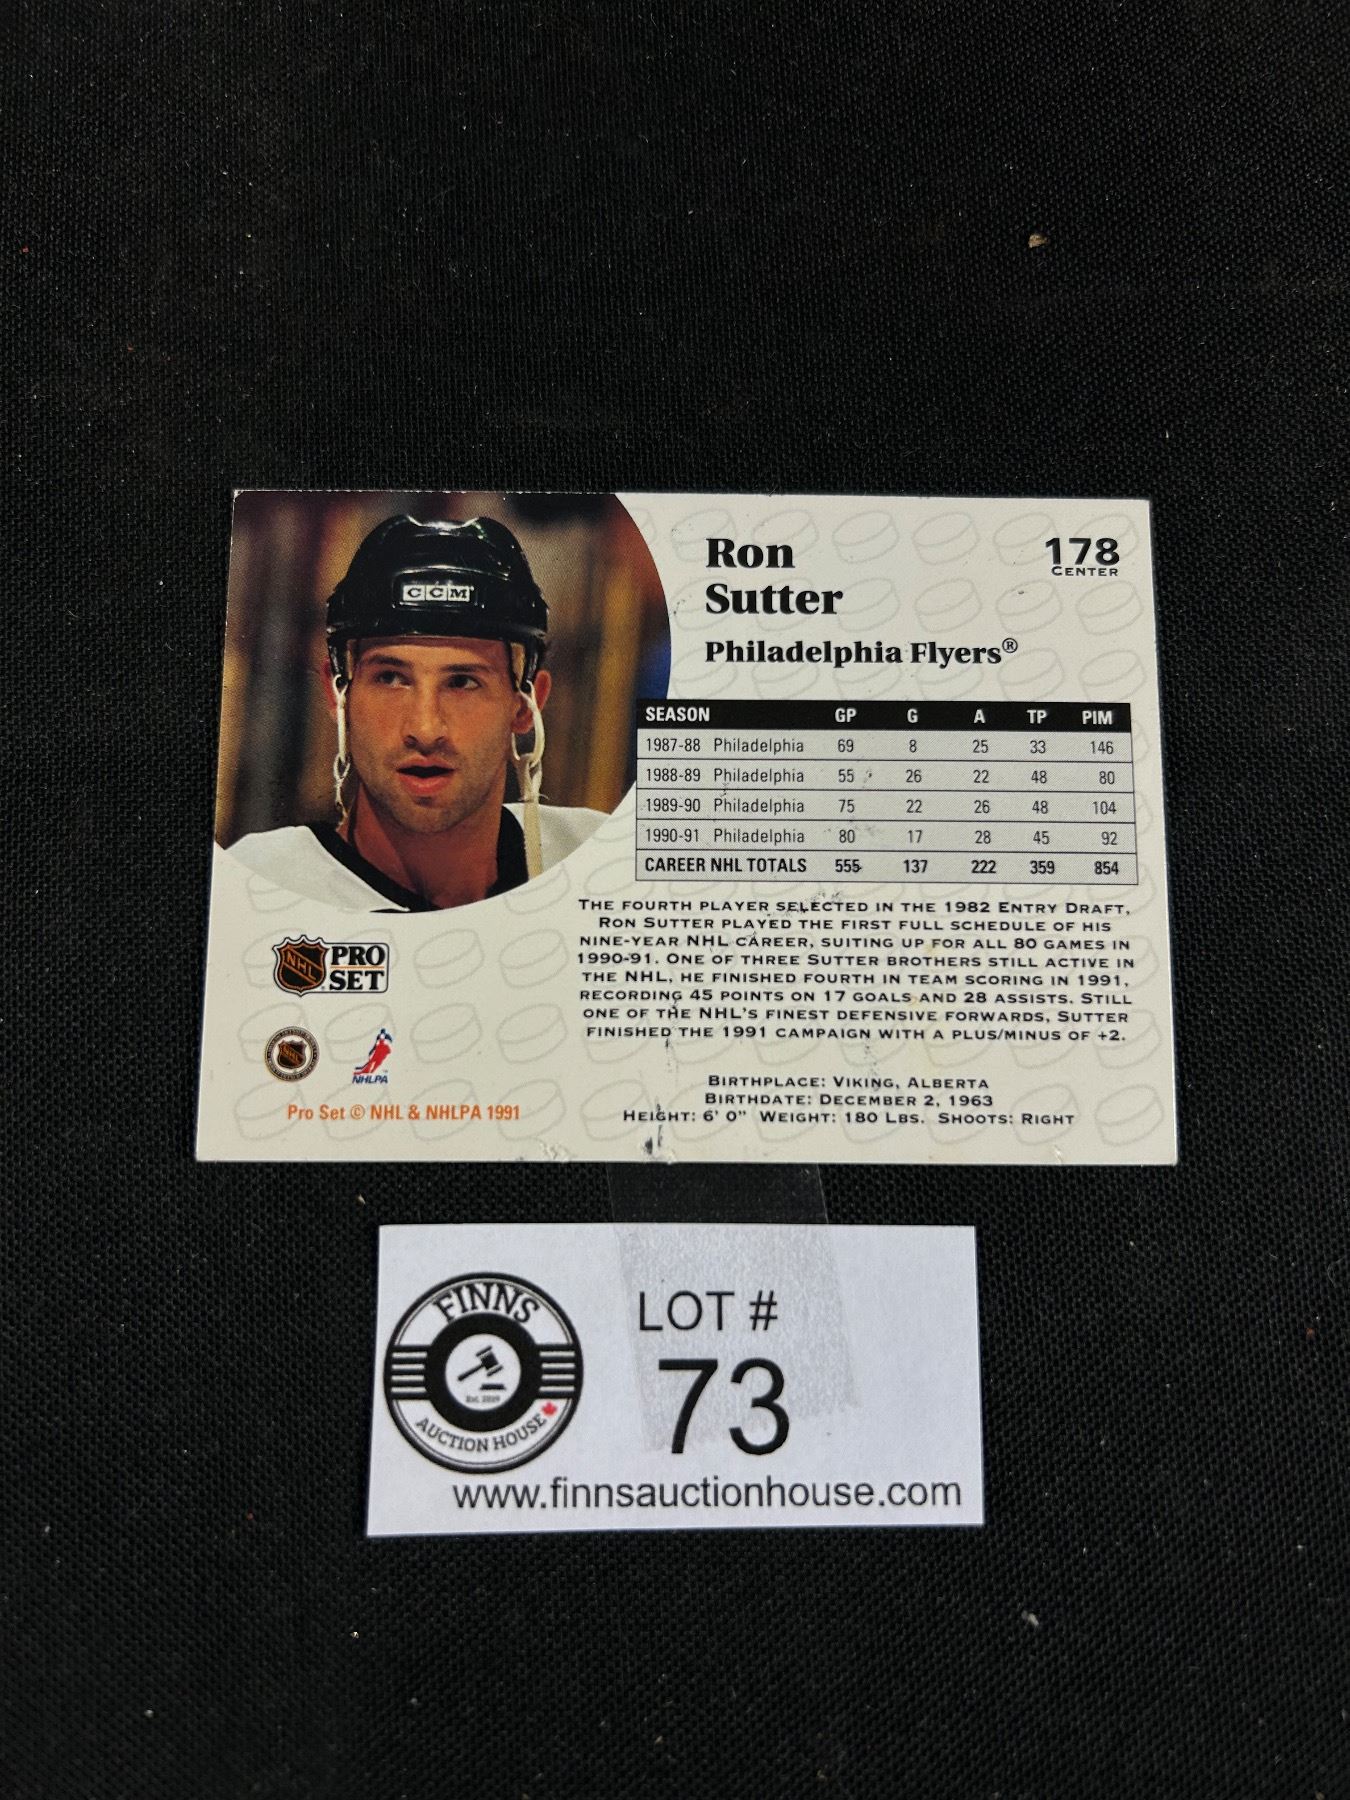 CCM
Ron
Sutter
Philadelphia Flyers®
178
CENTER
SEASON GP G A TP PIM
1987-88 Philadelphia 69 8 25 33 146
1988-89 Philadelphia 55 26 22 48 80
1989-90 Philadelphia 75 22 26 48 104
1990-91 Philadelphia 80 17 28 45 92
CAREER NHL TOTALS 555 137 222 359 854
THE FOURTH PLAYER SELECTED IN THE 1982 ENTRY DRAFT,
RON SUTTER PLAYED THE FIRST FULL SCHEDULE OF HIS
NINE-YEAR NHL CAREER, SUITING UP FOR ALL 80 GAMES IN
1990-91. ONE OF THREE SUTTER BROTHERS STILL ACTIVE IN
THE NHL, HE FINISHED FOURTH IN TEAM SCORING IN 1991,
RECORDING 45 POINTS ON 17 GOALS AND 28 ASSISTS. STILL
ONE OF THE NHL'S FINEST DEFENSIVE FORWARDS, SUTTER
FINISHED THE 1991 CAMPAIGN WITH A PLUS/MINUS OF +2.
BIRTHPLACE: VIKING, ALBERTA
BIRTHDATE: DECEMBER 2, 1963
HEIGHT: 6' 0" WEIGHT: 180 LBS. SHOOTS: RIGHT
NHL PRO
SET
NHL
NHLPA
Pro Set © NHL & NHLPA 1991
FINNS
Est. 2019
AUCTION HOUSE
LOT #
73
www.finnsauctionhouse.com